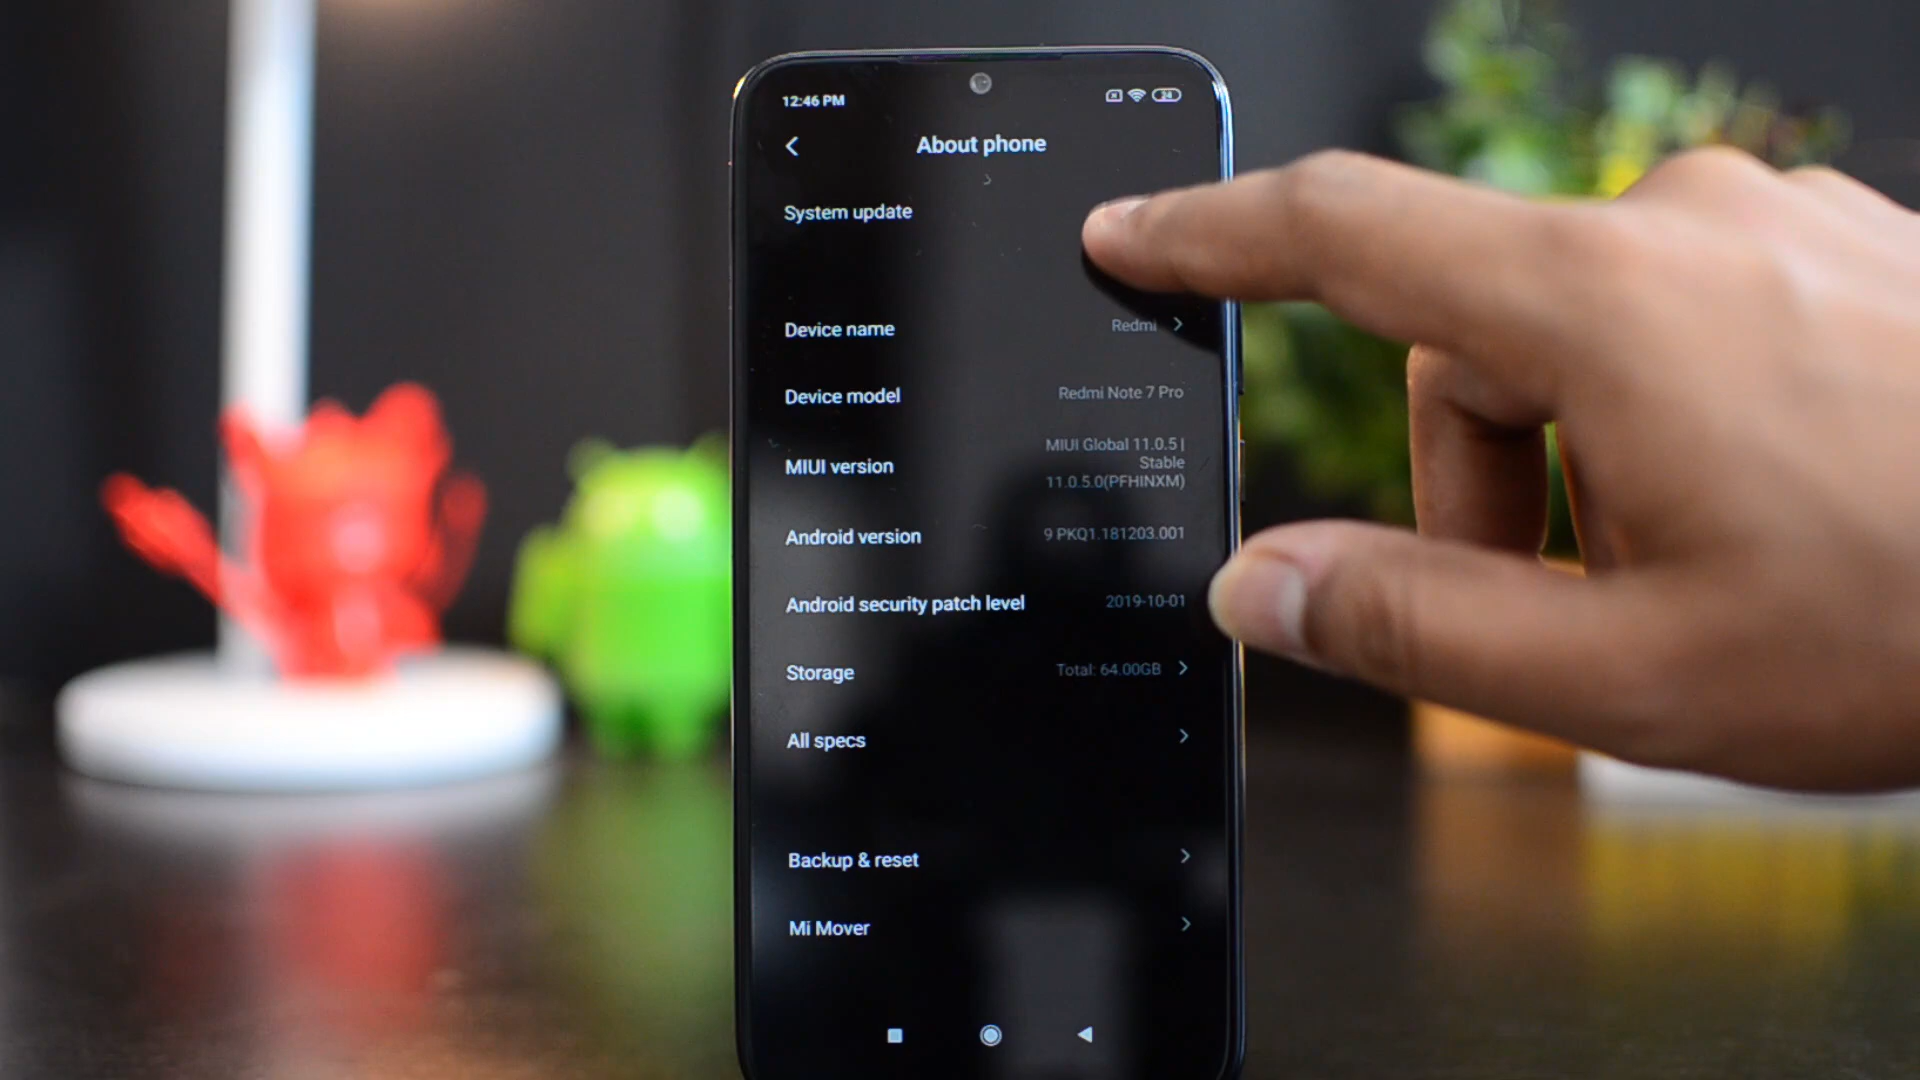 12:46 PM
24
About phone
System update
Device name
Redmi
Device model
Redmi Note 7 Pro
MIUI version
MIUI Global 11.0.5 |
Stable
11.0.5.0(PFHINXM)
Android version
9 PKQ1.181203.001
Android security patch level
2019-10-01
Storage
Total: 64.00GB
All specs
Backup & reset
Mi Mover